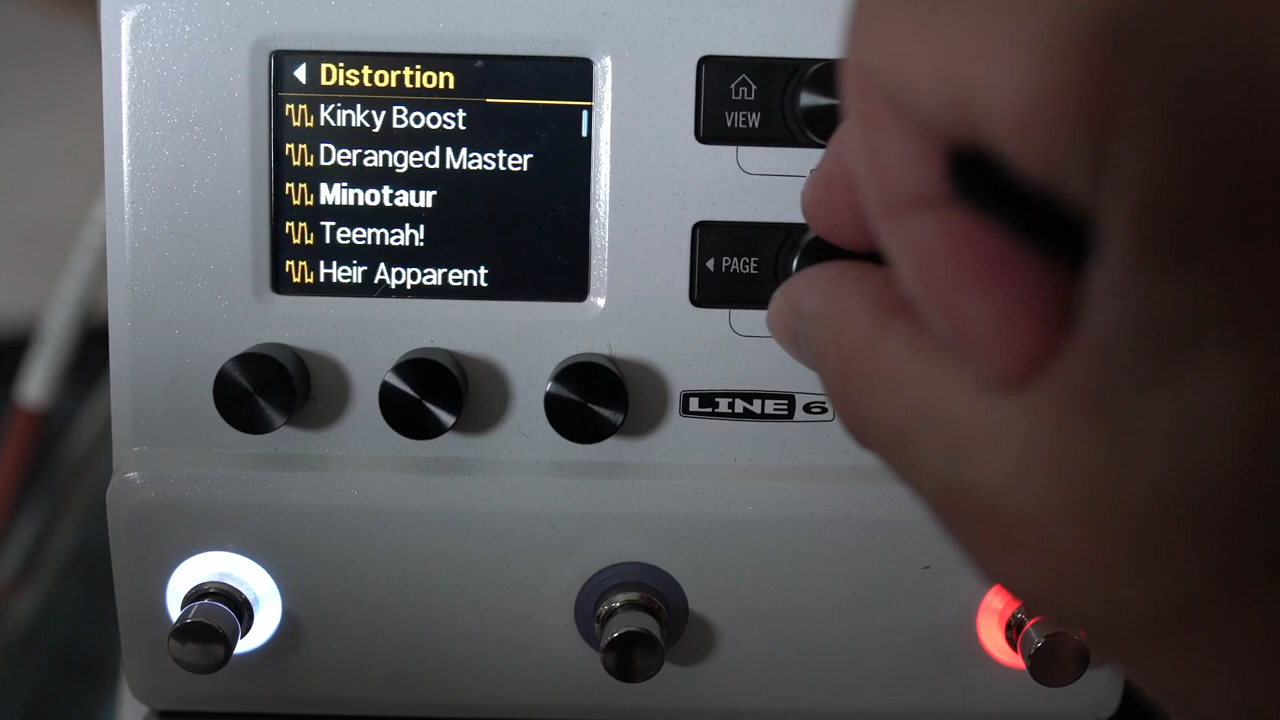 Distortion
Kinky Boost
Deranged Master
Minotaur
Teemah!
Heir Apparent
VIEW
PAGE
LINE 6